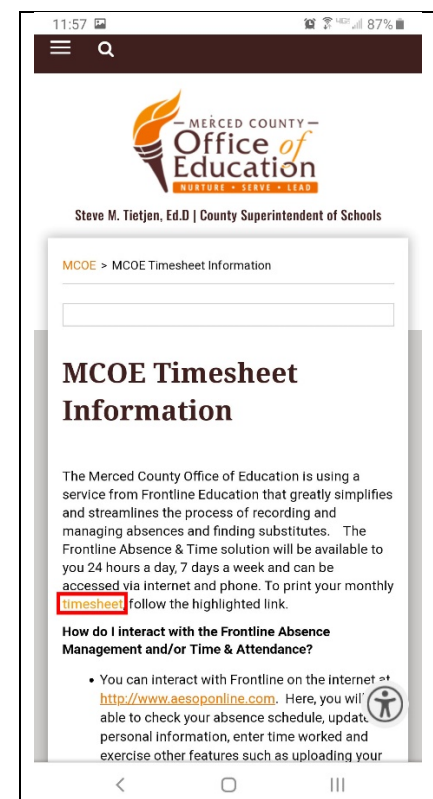 11:57 4GE 87%
MERCED COUNTY
Office of
Education
NURTURE • SERVE • LEAD
Steve M. Tietjen, Ed.D | County Superintendent of Schools
MCOE > MCOE Timesheet Information
MCOE Timesheet
Information
The Merced County Office of Education is using a
service from Frontline Education that greatly simplifies
and streamlines the process of recording and
managing absences and finding substitutes. The
Frontline Absence & Time solution will be available to
you 24 hours a day, 7 days a week and can be
accessed via internet and phone. To print your monthly
timesheet, follow the highlighted link.
How do I interact with the Frontline Absence
Management and/or Time & Attendance?
• You can interact with Frontline on the internet at
http://www.aesoponline.com. Here, you wil
able to check your absence schedule, updat
personal information, enter time worked and
exercise other features such as uploading your